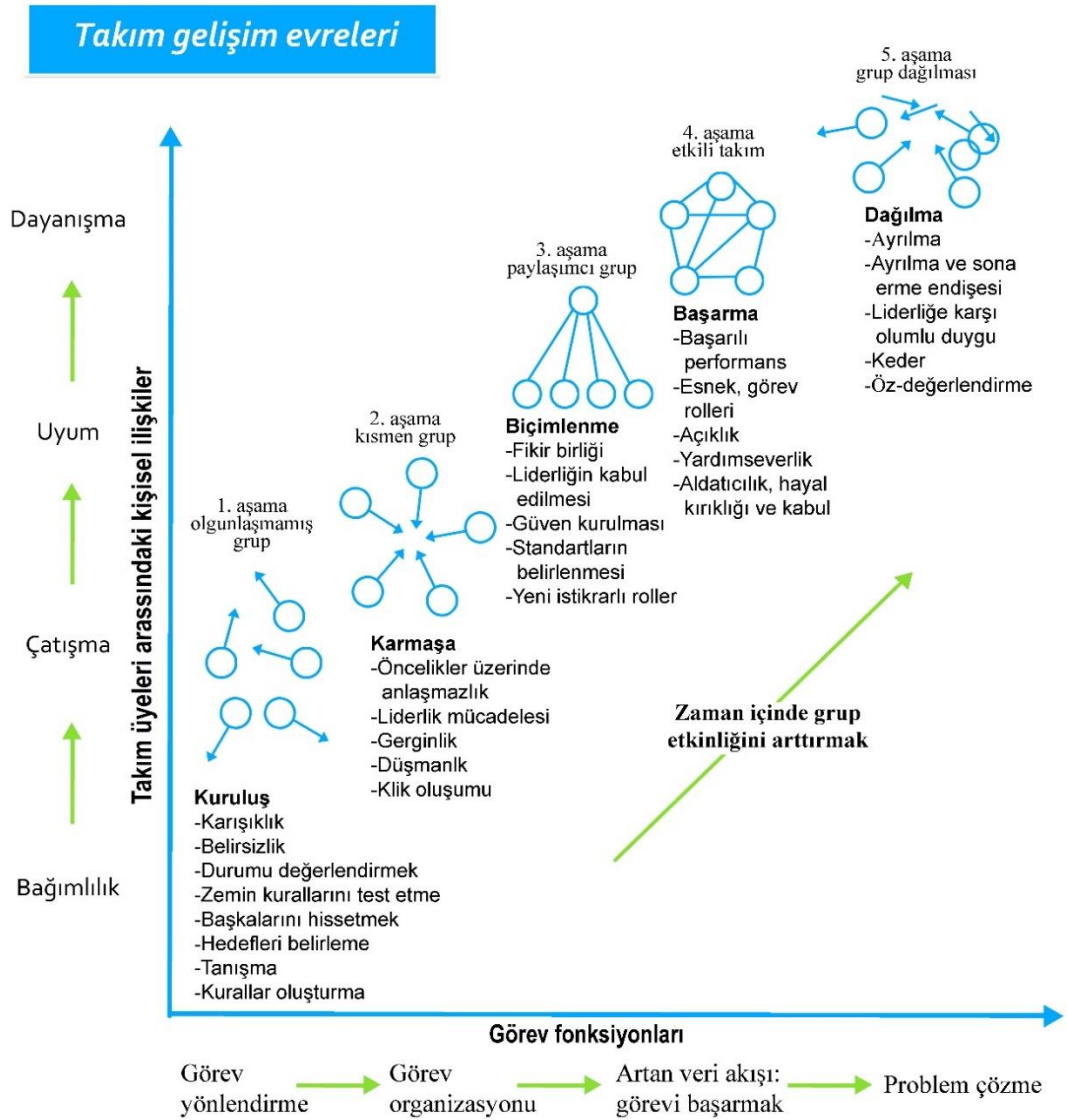 Takım gelişim evreleri
5. aşama
grup dağılması
4. aşama
etkili takım
Dayanışma
Dağılma
-Ayrılma
-Ayrılma ve sona
erme endişesi
-Liderliğe karşı
olumlu duygu
-Keder
-Öz-değerlendirme
3. aşama
paylaşımcı grup
Başarma
-Başarılı
performans
-Esnek, görev
rolleri
-Açıklık
-Yardımseverlik
-Aldatıcılık, hayal
kırıklığı ve kabul
Uyum
2. aşama
kısmen grup
Biçimlenme
-Fikir birliği
-Liderliğin kabul
edilmesi
-Güven kurulması
-Standartların
belirlenmesi
-Yeni istikrarlı roller
1. aşama
olgunlaşmamış
grup
Takım üyeleri arassındaki kişisel ilişkiler
Çatışma
Karmaşa
-Öncelikler üzerinde
anlaşmazlık
-Liderlik mücadelesi
-Gerginlik
-Düşmanlk
-Klik oluşumu
Zaman içinde grup
etkinliğini arttırmak
Kuruluş
-Karışıklık
-Belirsizlik
-Durumu değerlendirmek
-Zemin kurallarını test etme
-Başkalarını hissetmek
-Hedefleri belirleme
-Tanışma
-Kurallar oluşturma
Bağımlılık
Görev fonksiyonları
Görev
yönlendirme
Görev
organizasyonu
Artan veri akışı:
görevi başarmak
Problem çözme